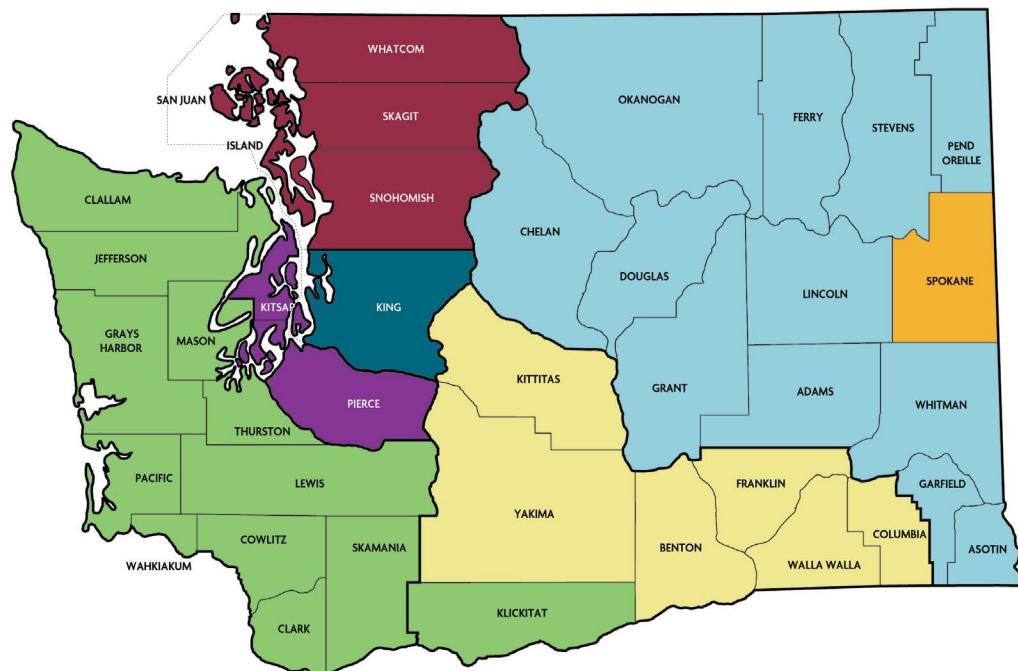 WHATCOM
SAN JUAN
SKAGIT
ISLAND
SNOHOMISH
OKANOGAN
FERRY
STEVENS
PEND
OREILLE
CLALLAM
JEFFERSON
CHELAN
DOUGLAS
LINCOLN
SPOKANE
KITSAP
KING
GRAYS
HARBOR
MASON
KITTITAS
GRANT
ADAMS
WHITMAN
PIERCE
THURSTON
PACIFIC
LEWIS
YAKIMA
FRANKLIN
GARFIELD
COWLITZ
SKAMANIA
BENTON
COLUMBIA
ASOTIN
WAHKIAKUM
WALLA WALLA
CLARK
KLICKITAT